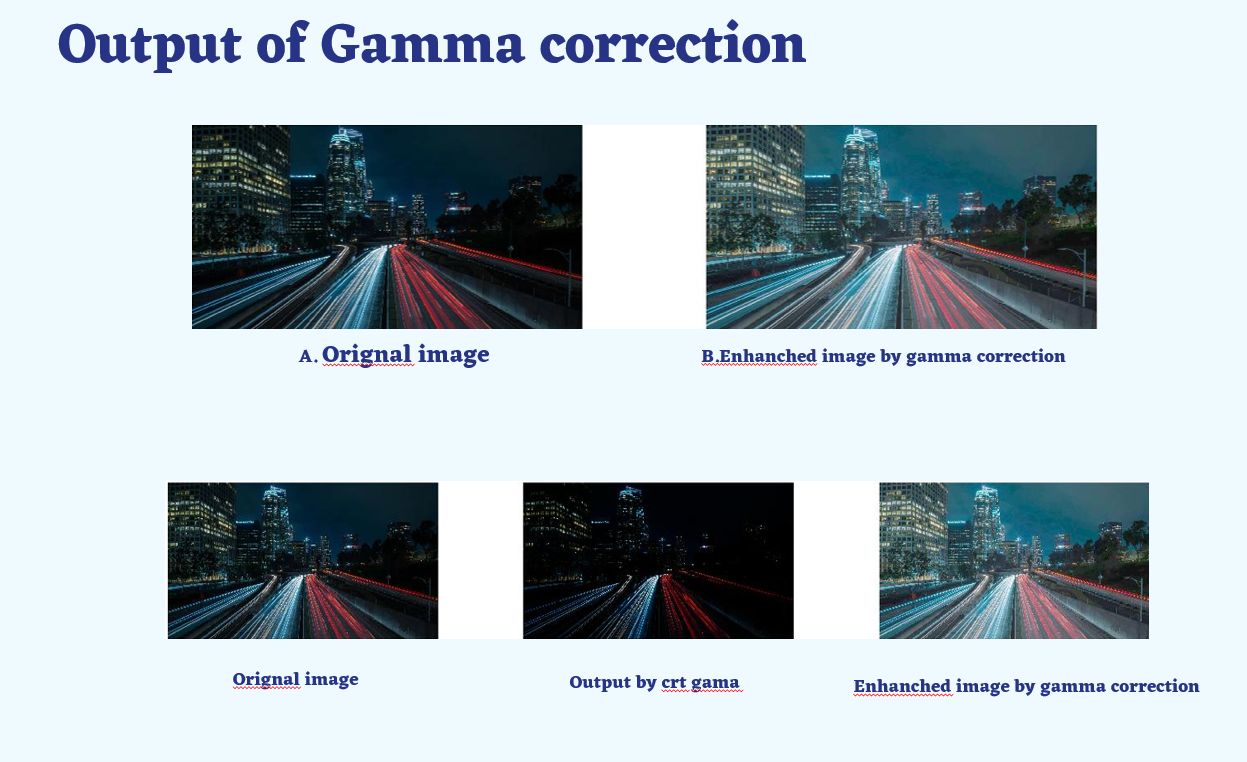 Output of Gamma correction
A. Orignal image
B.Enhanched image by gamma correction
Orignal image
Output by crt gama
Enhanched image by gamma correction